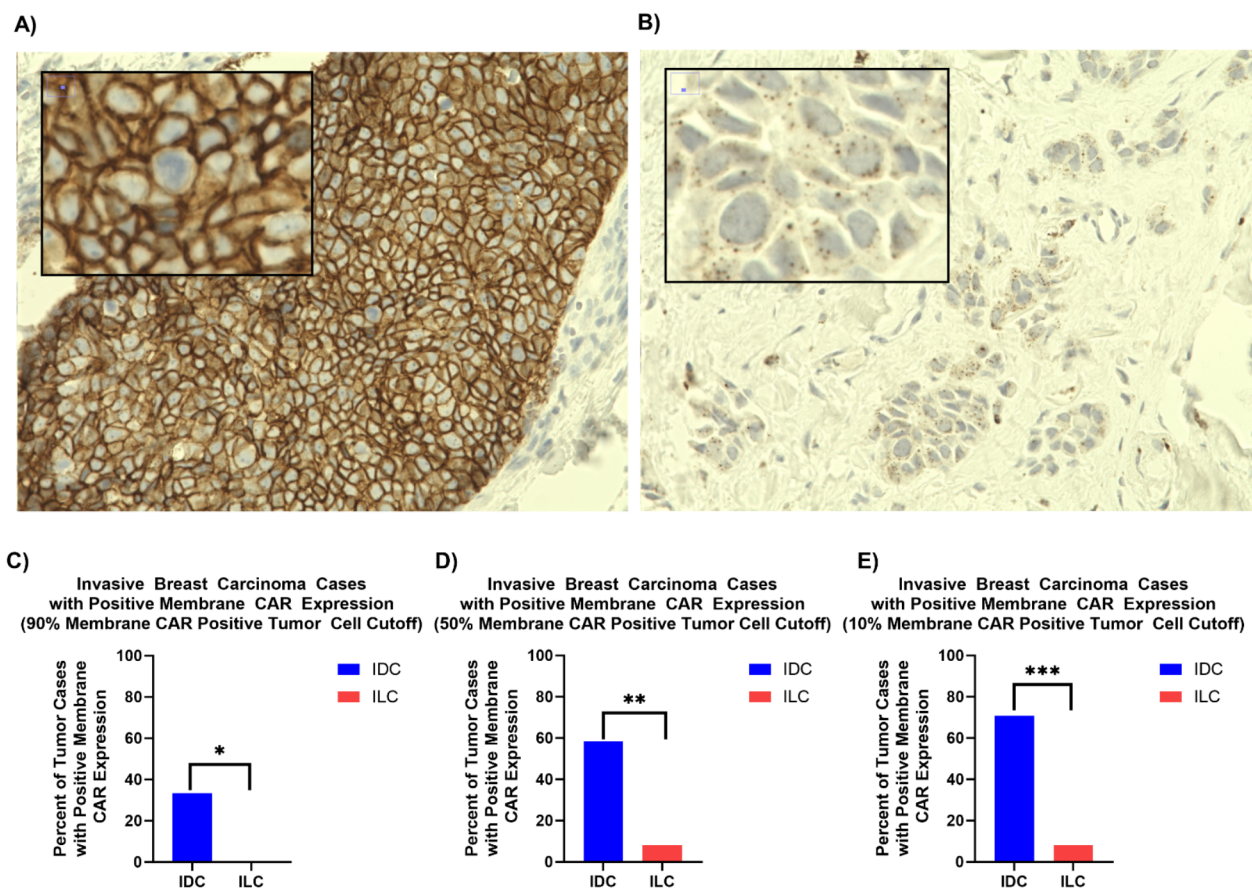 A)
B)
C)
Invasive Breast Carcinoma Cases
with Positive Membrane CAR Expression
(90% Membrane CAR Positive Tumor Cell Cutoff)
Percent of Tumor Cases
with Positive Membrane
CAR Expression
100
80
60
40
20
0
*
IDC
ILC
IDC
ILC
D)
Invasive Breast Carcinoma Cases
with Positive Membrane CAR Expression
(50% Membrane CAR Positive Tumor Cell Cutoff)
Percent of Tumor Cases
with Positive Membrane
CAR Expression
100
80
60
40
20
0
**
IDC
ILC
IDC
ILC
E)
Invasive Breast Carcinoma Cases
with Positive Membrane CAR Expression
(10% Membrane CAR Positive Tumor Cell Cutoff)
Percent of Tumor Cases
with Positive Membrane
CAR Expression
100
80
60
40
20
0
***
IDC
ILC
IDC
ILC